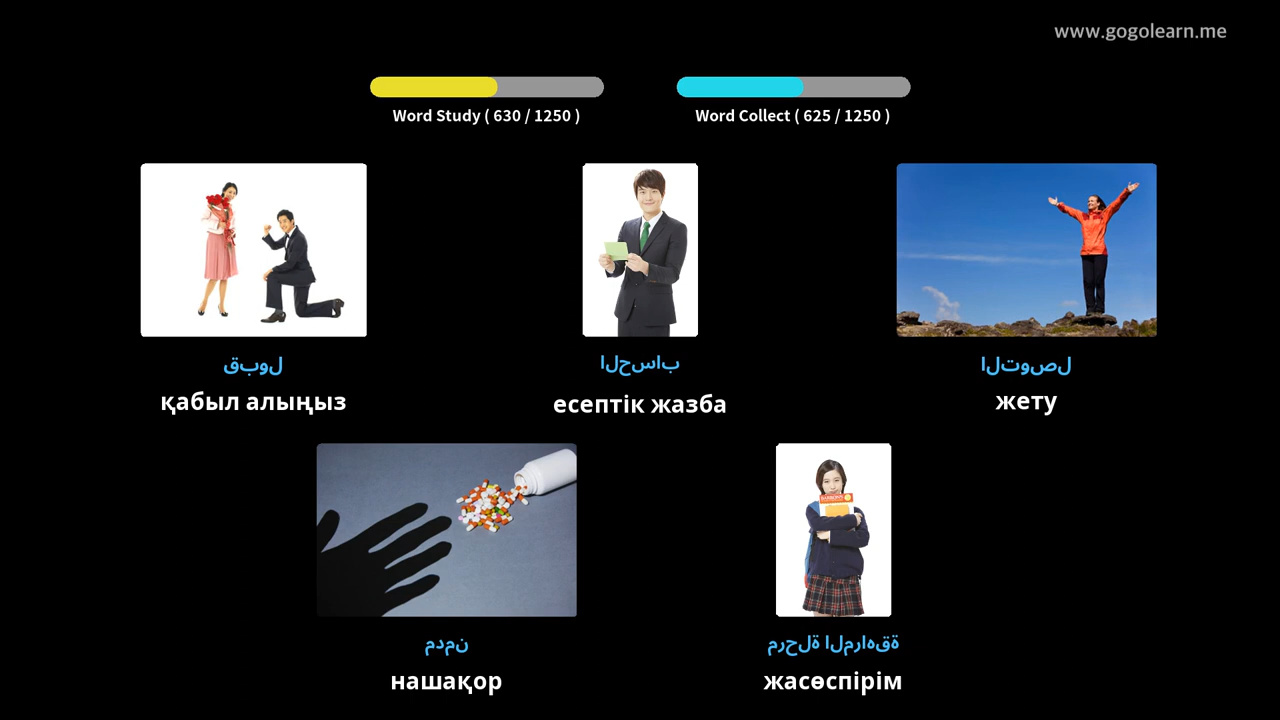 www.gogolearn.me
Word Study ( 630 / 1250 )
Word Collect ( 625 / 1250 )
قبول
қабыл алыңыз
الحساب
есептік жазба
التوصل
жету
مدمن
нашақор
مرحلة المراهقة
жасөспірім